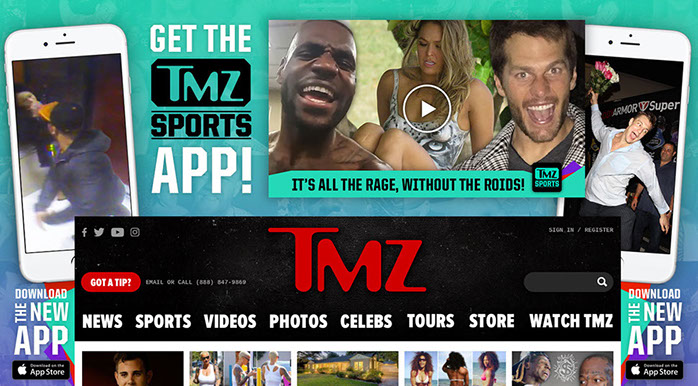 GET THE
TMZ
SPORTS
APP!
IT'S ALL THE RAGE, WITHOUT THE ROIDS!
TMZ
SPORTS
ARMOR
Super
SIGN IN / REGISTER
TMZ
GOT A TIP?
EMAIL OR CALL (888) 847-9869
NEWS SPORTS VIDEOS PHOTOS CELEBS TOURS STORE WATCH TMZ
DOWNLOAD
THE NEW
APP
Download on the
App Store
DOWNLOAD
THE NEW
APP
Download on the
App Store